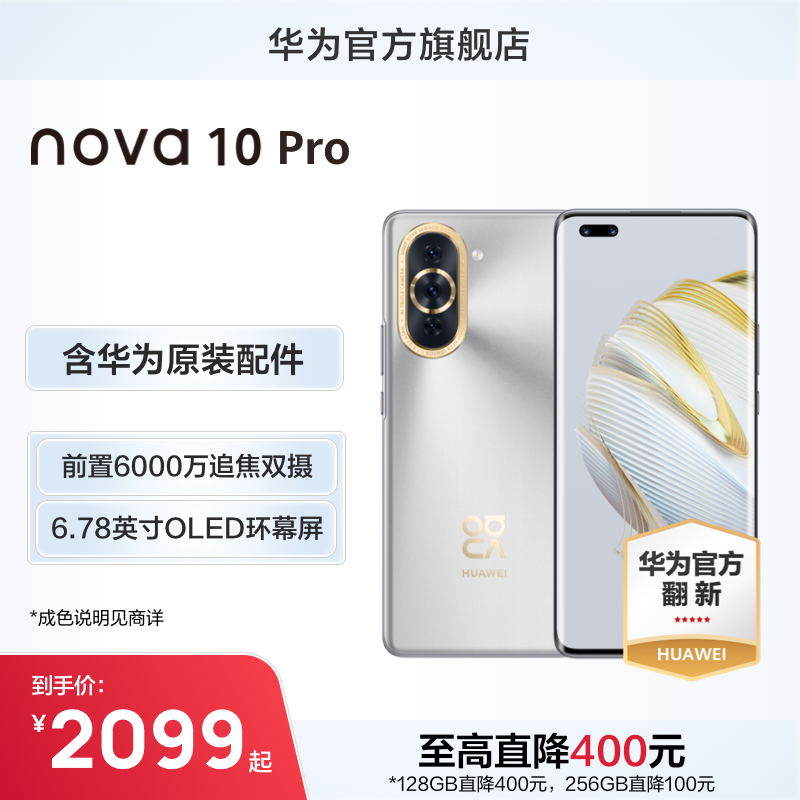 华为官方旗舰店
nova 10 Pro
含华为原装配件
前置6000万追焦双摄
6.78英寸OLED环幕屏
*成色说明见商详
HUAWEI
华为官方
翻新
HUAWEI
到手价：
¥2099起
至高直降400元
*128GB直降400元，256GB直降100元